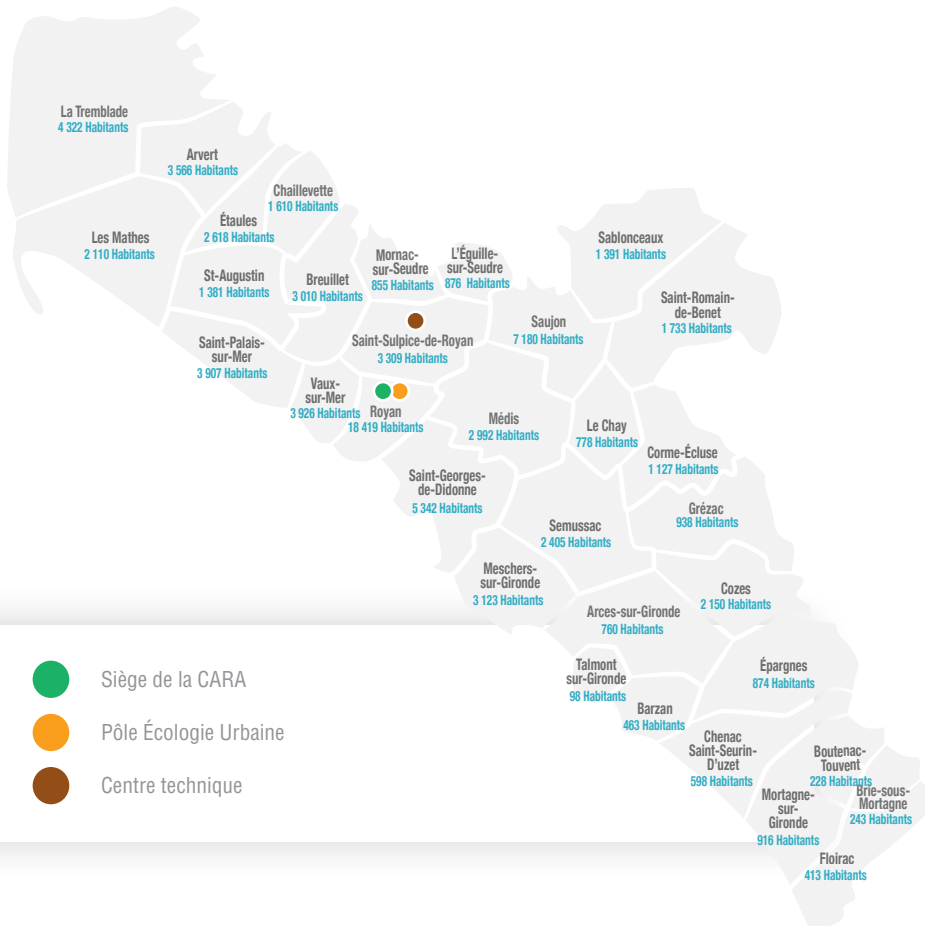 La Tremblade
4 322 Habitants
Arvert
3 566 Habitants
Chaillevette
1 610 Habitants
Étaules
2 618 Habitants
Les Mathes
2 110 Habitants
Mornac-
sur-Seudre
855 Habitants
L'Éguille-
sur-Seudre
876 Habitants
Sablonceaux
1 391 Habitants
St-Augustin
1 381 Habitants
Breuillet
3 010 Habitants
Saint-Romain-
de-Benet
1 733 Habitants
Saujon
7 180 Habitants
Saint-Sulpice-de-Royan
3 309 Habitants
Saint-Palais-
sur-Mer
3 907 Habitants
Vaux-
sur-Mer
3 926 Habitants
Royan
18 419 Habitants
Médis
2 992 Habitants
Le Chay
778 Habitants
Corme-Écluse
1 127 Habitants
Saint-Georges-
de-Didonne
5 342 Habitants
Grézac
938 Habitants
Semussac
2 405 Habitants
Meschers-
sur-Gironde
3 123 Habitants
Cozes
2 150 Habitants
Arces-sur-Gironde
760 Habitants
Talmont
sur-Gironde
98 Habitants
Épargnes
874 Habitants
Barzan
463 Habitants
Chenac
Saint-Seurin-
D'uzet
598 Habitants
Boutenac-
Touvent
228 Habitants
Brie-sous-
Mortagne
243 Habitants
Mortagne-
sur-
Gironde
916 Habitants
Floirac
413 Habitants
Siège de la CARA
Pôle Écologie Urbaine
Centre technique